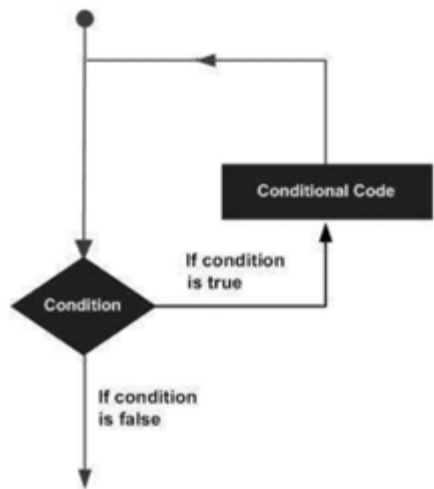 Conditional Code
If condition
is true
Condition
If condition
is false